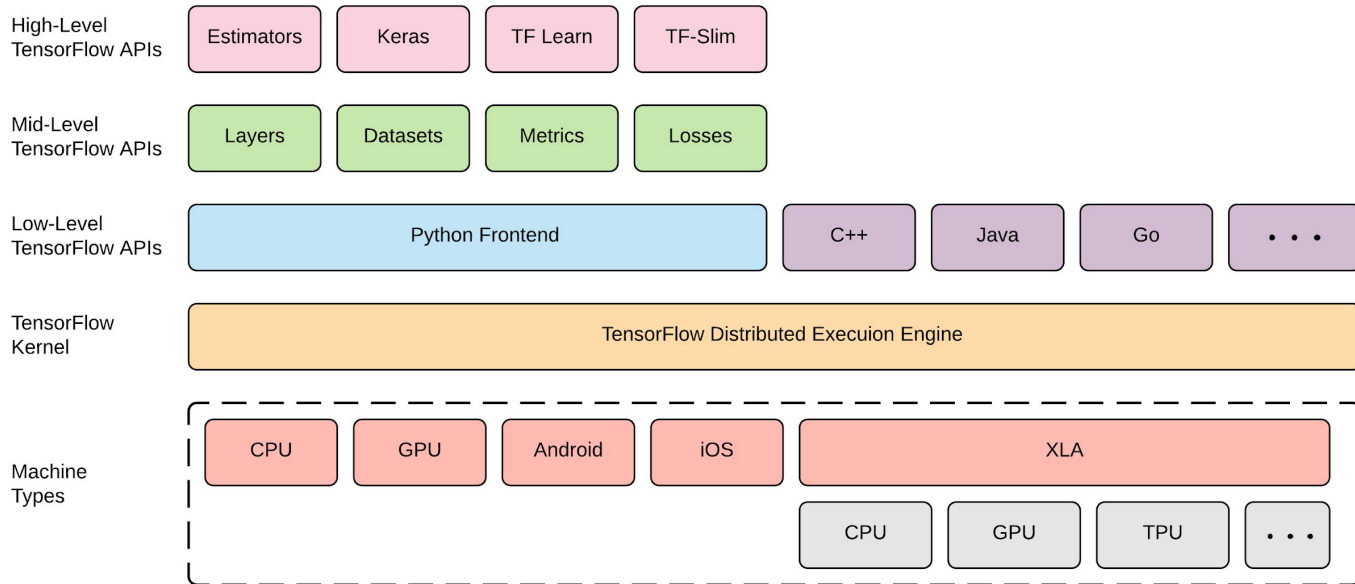 High-Level
TensorFlow APIs
Estimators
Keras
TF Learn
TF-Slim
Mid-Level
TensorFlow APIs
Layers
Datasets
Metrics
Losses
Low-Level
TensorFlow APIs
Python Frontend
C++
Java
Go
• • •
TensorFlow
Kernel
TensorFlow Distributed Execuion Engine
Machine
Types
CPU
GPU
Android
iOS
XLA
CPU
GPU
TPU
• • •